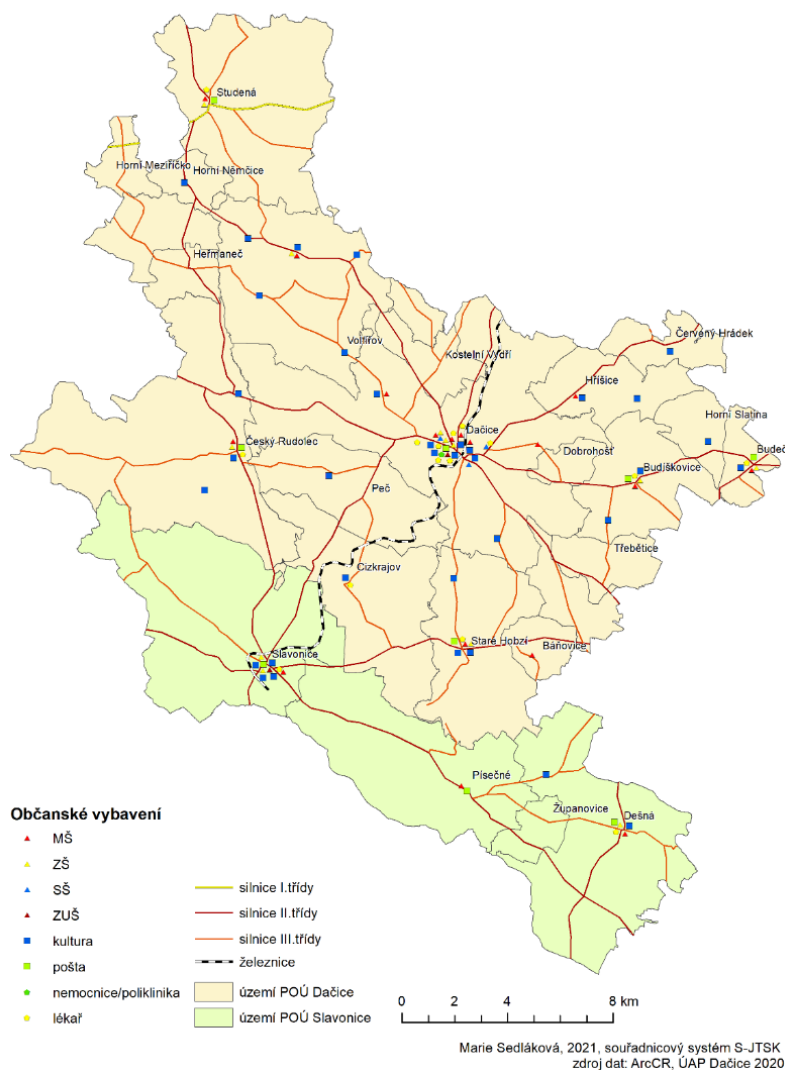 Studená
Horní Meziříčko
Horní Němčice
Heřmaneč
Volfířov
Kostelní Vydří
Červený Hrádek
Hříšice
Horní Slatina
Dačice
Český Rudolec
Dobrohošť
Budíškovice
Budeč
Peč
Třebětice
Cizkrajov
Slavonice
Staré Hobzí
Báňovice
Písečné
Županovice
Dešná
Občanské vybavení
MŠ
ZŠ
SŠ
ZUŠ
kultura
pošta
nemocnice/poliklinika
lékař
silnice I.třídy
silnice II.třídy
silnice III.třídy
železnice
území POÚ Dačice
území POÚ Slavonice
0 2 4 8 km
Marie Sedláková, 2021, souřadnicový systém S-JTSK
zdroj dat: ArcCR, ÚAP Dačice 2020